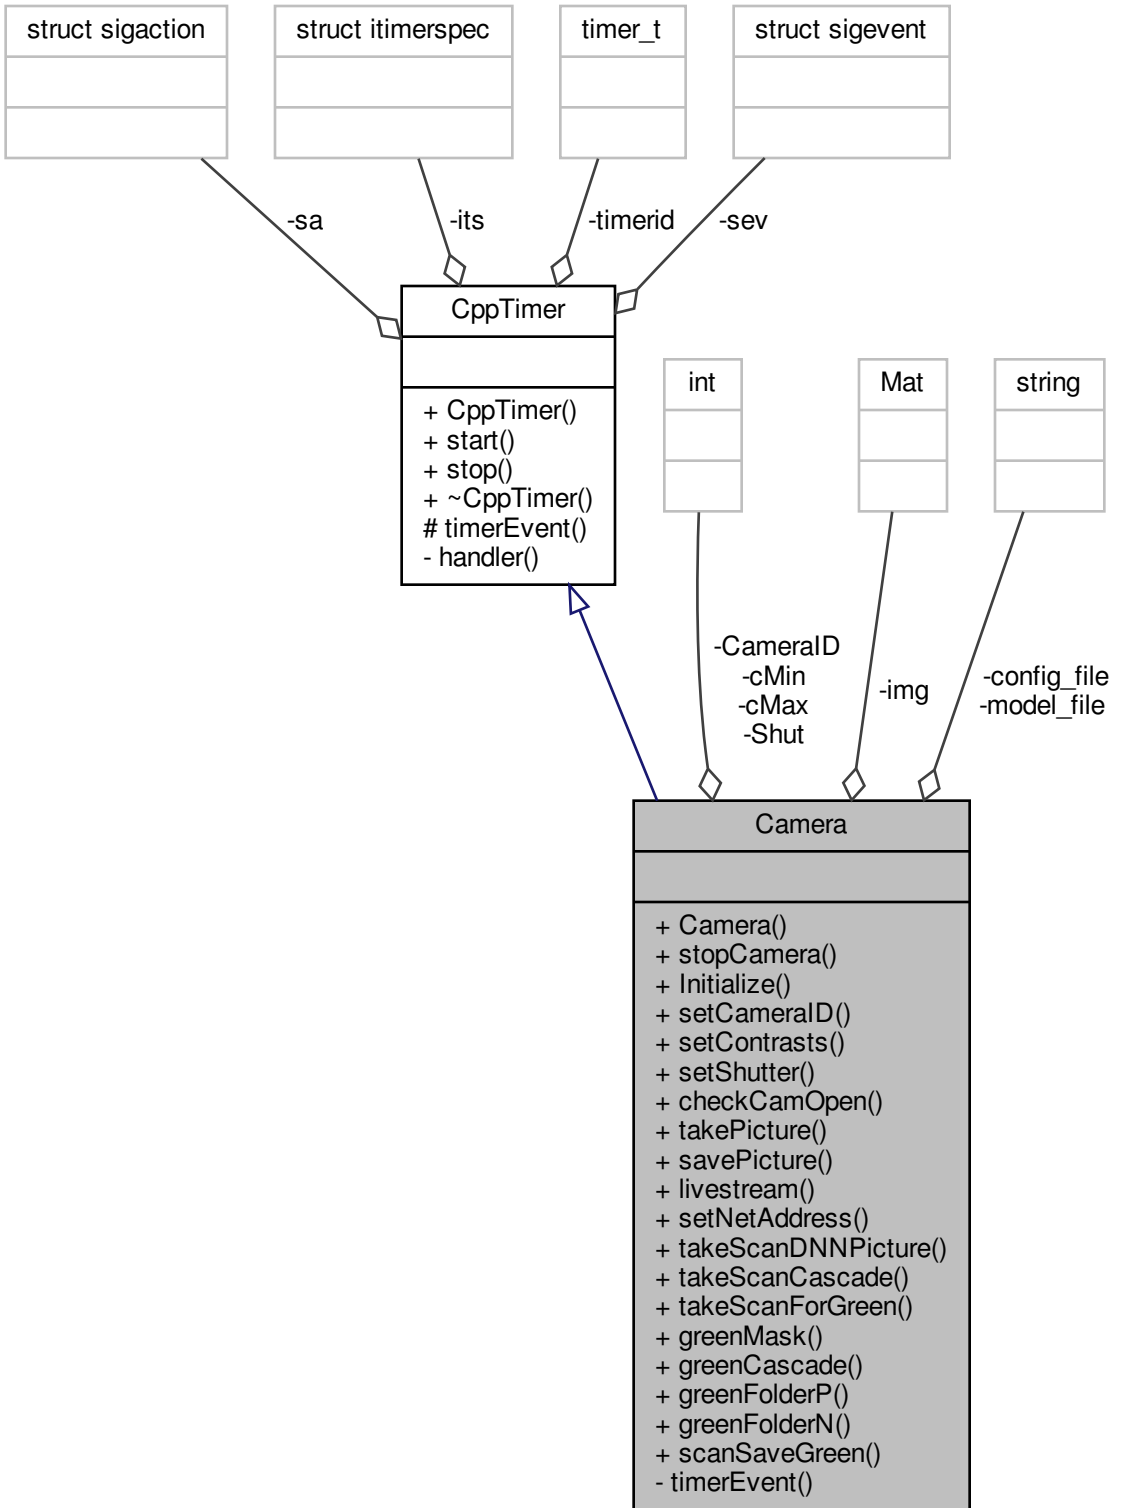 struct sigaction
struct itimerspec
timer_t
struct sigevent
-sa
-its
-timerid
-sev
CppTimer
+ CppTimer()
+ start()
+ stop()
+ ~CppTimer()
# timerEvent()
- handler()
int
Mat
string
-CameraID
-cMin
-cMax
-Shut
-img
-config_file
-model_file
Camera
+ Camera()
+ stopCamera()
+ Initialize()
+ setCameraID()
+ setContrasts()
+ setShutter()
+ checkCamOpen()
+ takePicture()
+ savePicture()
+ livestream()
+ setNetAddress()
+ takeScanDNNPicture()
+ takeScanCascade()
+ takeScanForGreen()
+ greenMask()
+ greenCascade()
+ greenFolderP()
+ greenFolderN()
+ scanSaveGreen()
- timerEvent()